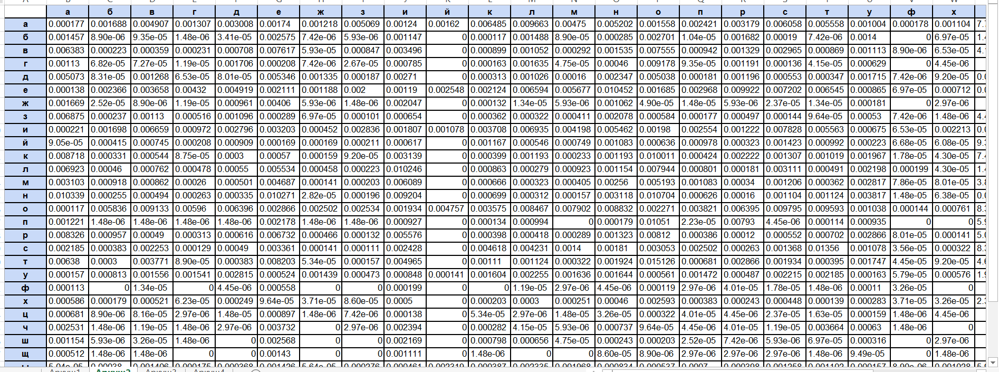 а б в г д е ж з и й к л м н о п р с т у ф х
а 0.000177 0.001688 0.004907 0.001307 0.003008 0.00174 0.001218 0.005069 0.00124 0.00162 0.006485 0.009663 0.00475 0.005202 0.001558 0.002421 0.003179 0.006058 0.005558 0.001004 0.000178 0.001104 7.
б 0.001457 8.90e-06 9.35e-05 1.48e-06 3.41e-05 0.002575 7.42e-06 5.93e-06 0.001147 0 0.000117 0.001488 8.90e-05 0.000285 0.002701 1.04e-05 0.001682 0.00019 7.42e-06 0.0014 0 6.97e-05 1.4
в 0.006383 0.000223 0.000359 0.000231 0.000708 0.007617 5.93e-05 0.000847 0.003496 0 0.000899 0.001052 0.000292 0.001535 0.007555 0.000942 0.001329 0.002965 0.000869 0.001113 8.90e-06 6.53e-05 4.
г 0.00113 6.82e-05 7.27e-05 1.19e-05 0.001706 0.000208 7.42e-06 2.67e-05 0.000785 0 0.000163 0.001635 4.75e-05 0.00046 0.009178 9.35e-05 0.001191 0.000136 4.15e-05 0.000629 0 4.45e-06
д 0.005073 8.31e-05 0.001268 6.53e-05 8.01e-05 0.005346 0.001335 0.000187 0.00271 0 0.000313 0.001026 0.00016 0.002347 0.005038 0.000181 0.001196 0.000553 0.000347 0.001715 7.42e-06 9.20e-05 0.0
е 0.000138 0.002366 0.003658 0.00432 0.004919 0.002111 0.001188 0.002 0.00119 0.002548 0.002124 0.006594 0.005677 0.010452 0.001685 0.002968 0.009922 0.007202 0.006545 0.000865 6.97e-05 0.000712 0.0
ж 0.001669 2.52e-05 8.90e-06 1.19e-05 0.000961 0.00406 5.93e-06 1.48e-06 0.002047 0 0.000132 1.34e-05 5.93e-06 0.001062 4.90e-05 1.48e-05 5.93e-06 2.37e-05 1.34e-05 0.000181 0 2.97e-06
з 0.006875 0.000237 0.00113 0.000516 0.001096 0.000289 6.97e-05 0.000101 0.000654 0 0.000362 0.000322 0.000411 0.002078 0.000584 0.000177 0.000497 0.000144 9.64e-05 0.00053 7.42e-06 1.48e-06 4.4
и 0.000221 0.001698 0.006659 0.000972 0.002796 0.003203 0.000452 0.002836 0.001807 0.001078 0.003708 0.006935 0.004198 0.005462 0.00198 0.002554 0.001222 0.007828 0.005563 0.000675 6.53e-05 0.002213 0.0
й 9.05e-05 0.000415 0.000745 0.000208 0.000909 0.000169 0.000169 0.000211 0.000617 0 0.001167 0.000546 0.000749 0.001083 0.000636 0.000978 0.000323 0.001423 0.000992 0.000223 6.68e-05 6.08e-05 9.3
к 0.008718 0.000331 0.000544 8.75e-05 0.0003 0.00057 0.000159 9.20e-05 0.003139 0 0.000399 0.001193 0.000233 0.001193 0.010011 0.000424 0.002222 0.001307 0.001019 0.001967 1.78e-05 4.30e-05 7.4
л 0.006923 0.00046 0.000762 0.000478 0.00055 0.005534 0.000458 0.000223 0.010246 0 0.000863 0.000279 0.000923 0.001154 0.007944 0.000801 0.000181 0.003111 0.000491 0.002198 0.000199 4.30e-05 1.4
м 0.003103 0.000918 0.000862 0.00026 0.000501 0.004687 0.000141 0.000203 0.006089 0 0.000666 0.000323 0.000405 0.00256 0.005193 0.001083 0.00034 0.001206 0.000362 0.002817 7.86e-05 8.01e-05 3.8
н 0.010339 0.000255 0.000494 0.000263 0.000335 0.010271 2.82e-05 0.000196 0.009204 0 0.000699 0.000312 0.000157 0.003118 0.010704 0.000626 0.00016 0.001104 0.001124 0.003817 1.48e-05 6.38e-05 0.0
о 0.000117 0.005836 0.009133 0.00596 0.006396 0.002866 0.002502 0.002534 0.001934 0.004757 0.003575 0.008467 0.007902 0.008832 0.002271 0.003821 0.006395 0.009795 0.009593 0.001038 0.000144 0.000761 8.3
п 0.001221 1.48e-06 1.48e-06 1.48e-06 1.48e-06 0.002178 1.48e-06 1.48e-06 0.000927 0 0.000134 0.000994 0 0.000179 0.01051 2.23e-05 0.00793 4.45e-06 0.000114 0.000935 0 0 5.9
р 0.008326 0.000957 0.00049 0.000313 0.000616 0.006732 0.000466 0.000132 0.005576 0 0.000398 0.000418 0.000289 0.001323 0.00812 0.000386 0.00012 0.000552 0.000702 0.002866 8.01e-05 0.000141 5.0
с 0.002185 0.000383 0.002253 0.000129 0.00049 0.003361 0.000141 0.000111 0.002428 0 0.004618 0.004231 0.0014 0.00181 0.003053 0.002502 0.000263 0.001368 0.01356 0.001078 3.56e-05 0.000322 8.3
т 0.00638 0.0003 0.003771 8.90e-05 0.000383 0.008203 5.34e-05 0.000157 0.004965 0 0.00111 0.001124 0.000322 0.001924 0.015126 0.000681 0.002866 0.001934 0.000395 0.001747 4.45e-05 9.20e-05 4.6
у 0.000157 0.000813 0.001556 0.001541 0.002815 0.000524 0.001439 0.000473 0.000848 0.000141 0.001604 0.002255 0.001636 0.001644 0.000561 0.001472 0.000487 0.002215 0.002185 0.000163 5.79e-05 0.000576 1.9
ф 0.000113 0 1.34e-05 0 4.45e-06 0.000558 0 0 0.000199 0 0 1.19e-05 2.97e-06 4.45e-06 0.000119 2.97e-06 4.01e-05 1.78e-05 1.48e-06 0.00011 3.26e-05 0
х 0.000586 0.000179 0.000521 6.23e-05 0.000249 9.64e-05 3.71e-05 8.60e-05 0.0005 0 0.000203 0.0003 0.000251 0.00046 0.002593 0.000383 0.000243 0.000448 0.000139 0.000283 3.71e-05 3.26e-05 2.3
ц 0.000681 8.90e-06 8.16e-05 2.97e-06 1.48e-05 0.000897 1.48e-06 7.42e-06 0.000138 0 5.34e-05 2.97e-06 1.48e-05 3.26e-05 0.000322 4.01e-05 4.45e-06 2.37e-05 1.63e-05 0.000159 1.48e-06 4.45e-06
ч 0.002531 1.48e-06 1.19e-05 1.48e-06 2.97e-06 0.003732 0 2.97e-06 0.002394 0 0.000282 4.15e-05 5.93e-06 0.000737 9.64e-05 4.45e-06 4.01e-05 1.19e-05 0.003664 0.00063 1.48e-06 0
ш 0.001154 5.93e-06 3.26e-05 1.48e-06 0 0.002568 0 0 0.002169 0 0.000798 0.000656 4.75e-05 0.000243 0.000203 2.52e-05 7.42e-06 5.93e-06 6.97e-05 0.000316 0 2.97e-06
щ 0.000512 1.48e-06 1.48e-06 0 0 0.00143 0 0 0.001111 0 1.48e-06 0 0 8.60e-05 8.90e-06 2.97e-06 2.97e-06 2.97e-06 1.48e-06 9.49e-05 0 1.48e-06
Аркуш1 Аркуш2 Аркуш3 Аркуш4